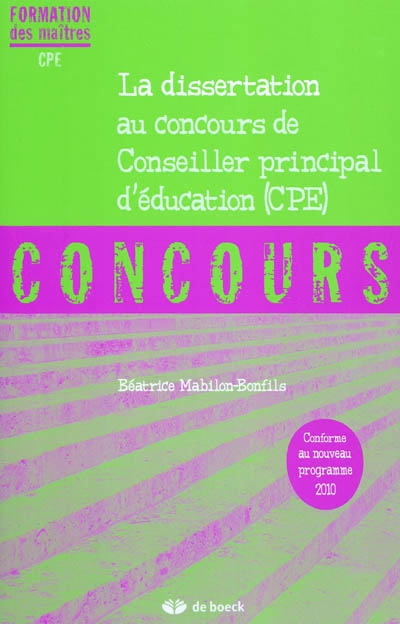 FORMATION
des maîtres
CPE
La dissertation
au concours de
Conseiller principal
d'éducation (CPE)
CONCOURS
Béatrice Mabilon-Bonfils
Conforme
au nouveau
programme
2010
de boeck